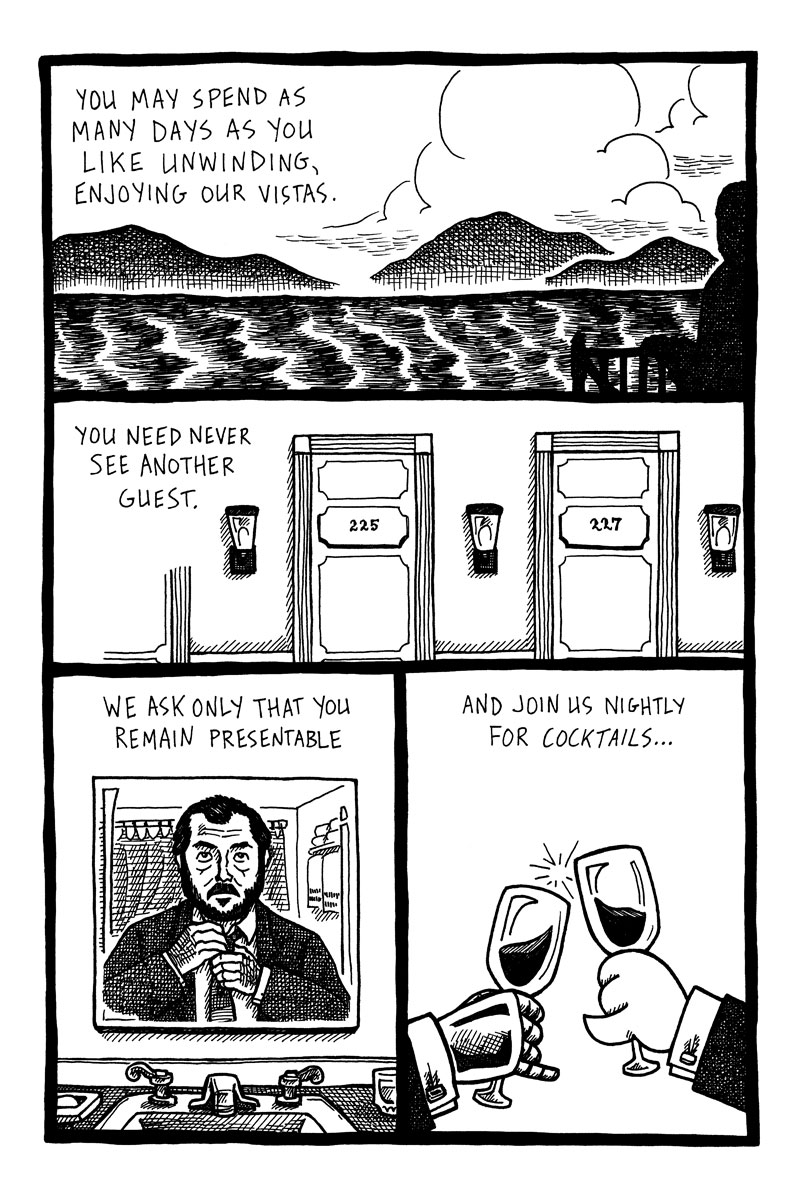 YOU MAY SPEND AS
MANY DAYS AS YOU
LIKE UNWINDING,
ENJOYING OUR VISTAS.
YOU NEED NEVER
SEE ANOTHER
GUEST.
225
227
WE ASK ONLY THAT YOU
REMAIN PRESENTABLE
AND JOIN US NIGHTLY
FOR COCKTAILS...